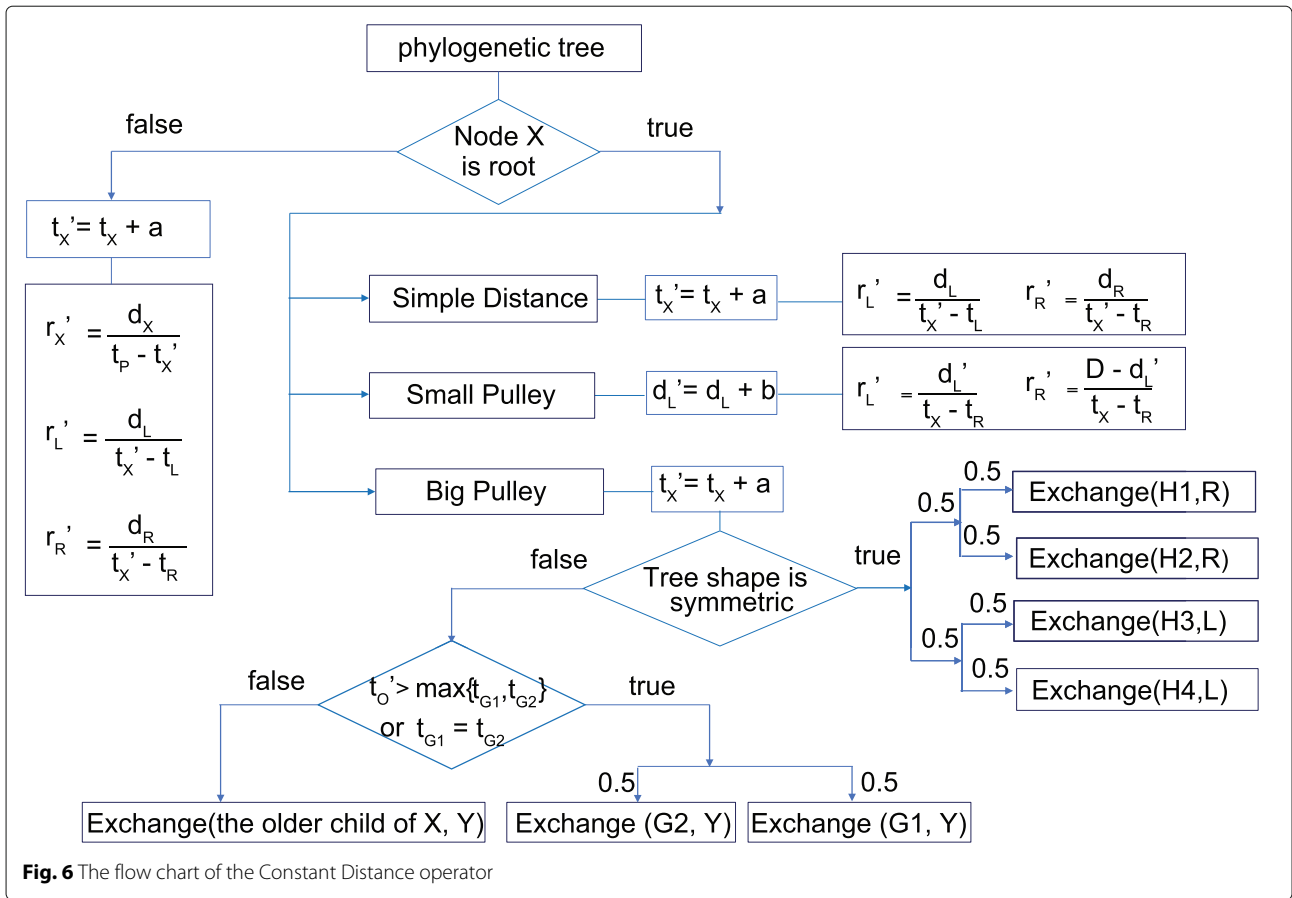 phylogenetic tree
Node X
is root
false
true
tX’= tX + a
rX’ = dX / (tP - tX’)
rL’ = dL / (tX’ - tL)
rR’ = dR / (tX’ - tR)
Simple Distance
tX’= tX + a
rL’ = dL / (tX’ - tL)
rR’ = dR / (tX’ - tR)
Small Pulley
dL’= dL + b
rL’ = dL’ / (tX - tR)
rR’ = D - dL’ / (tX - tR)
Big Pulley
tX’= tX + a
Tree shape is
symmetric
false
true
0.5
0.5
Exchange(H1,R)
0.5
Exchange(H2,R)
0.5
0.5
Exchange(H3,L)
0.5
Exchange(H4,L)
tO’> max{tG1,tG2}
or tG1 = tG2
false
true
0.5
0.5
Exchange(the older child of X, Y)
Exchange (G2, Y)
Exchange (G1, Y)
Fig. 6 The flow chart of the Constant Distance operator